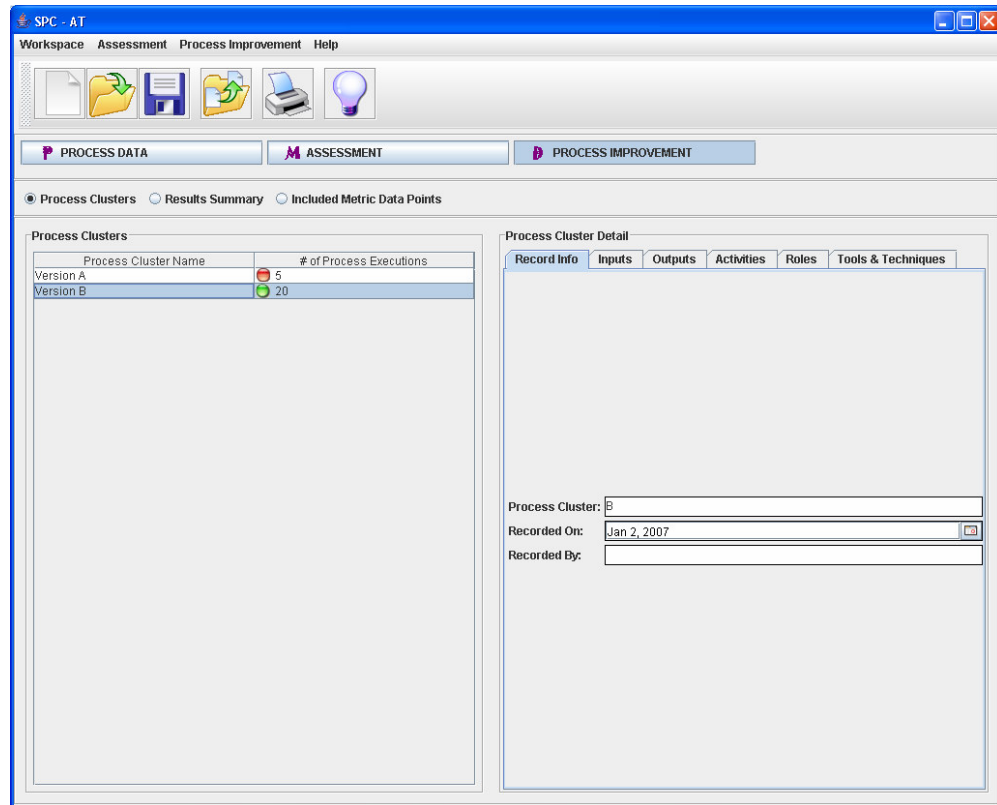 SPC - AT
Workspace Assessment Process Improvement Help
P PROCESS DATA M ASSESSMENT PROCESS IMPROVEMENT
Process Clusters Results Summary Included Metric Data Points
Process Clusters
Process Cluster Name # of Process Executions
Version A 5
Version B 20
Process Cluster Detail
Record Info Inputs Outputs Activities Roles Tools & Techniques
Process Cluster: B
Recorded On: Jan 2, 2007
Recorded By: